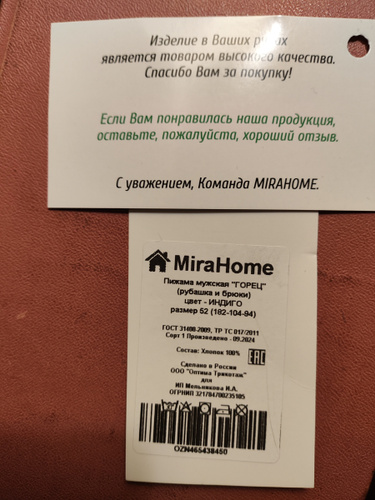 Изделие в Ваших руках
является товаром высокого качества.
Спасибо Вам за покупку!
Если Вам понравилась наша продукция,
оставьте, пожалуйста, хороший отзыв.
С уважением, Команда MIRAHOME.
MiraHome
Пижама мужская "ГОРЕЦ"
(рубашка и брюки)
цвет - ИНДИГО
размер 52 (182-104-94)
ГОСТ 31408-2009, ТР ТС 017/2011
Сорт 1 Произведено - 09.2024
Состав: Хлопок 100%
ЕАС
Сделано в России
ООО "Оптима Трикотаж"
для
ИП Мельникова И.А.
ОГРНИП 321784700235185
OZN465438450